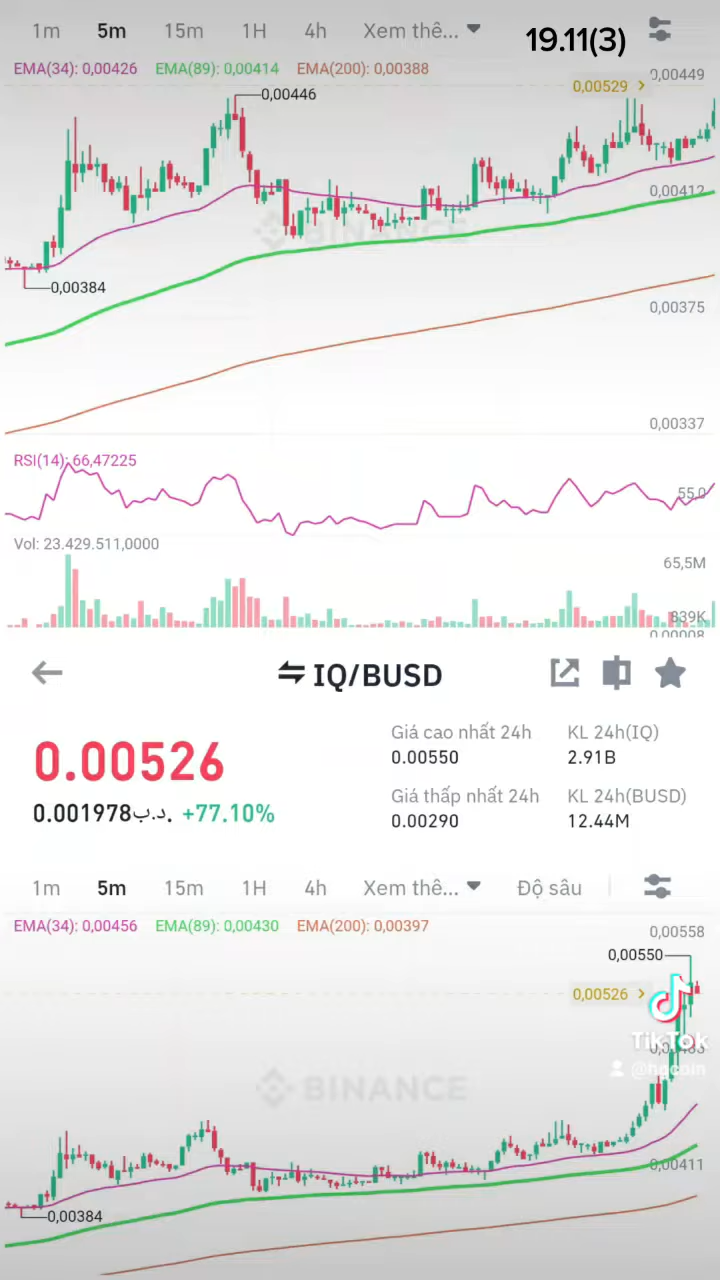 1m 5m 15m 1H 4h Xem thê... 19.11(3)
EMA(34): 0,00426 EMA(89): 0,00414 EMA(200): 0,00388
0,00449
0,00529
0,00446
0,00412
BINANCE
0,00384
0,00375
0,00337
RSI(14): 66,47225
55.0
Vol: 23.429.511,0000
65,5M
839K
0.00008
IQ/BUSD
Giá cao nhất 24h KL 24h(IQ)
0.00550 2.91B
0.00526
Giá thấp nhất 24h KL 24h(BUSD)
0.001978د.ب. +77.10%
0.00290 12.44M
1m 5m 15m 1H 4h Xem thê... Độ sâu
EMA(34): 0,00456 EMA(89): 0,00430 EMA(200): 0,00397
0,00558
0,00550
0,00526
TikTok
@hgcoin
BINANCE
0,00411
0,00384